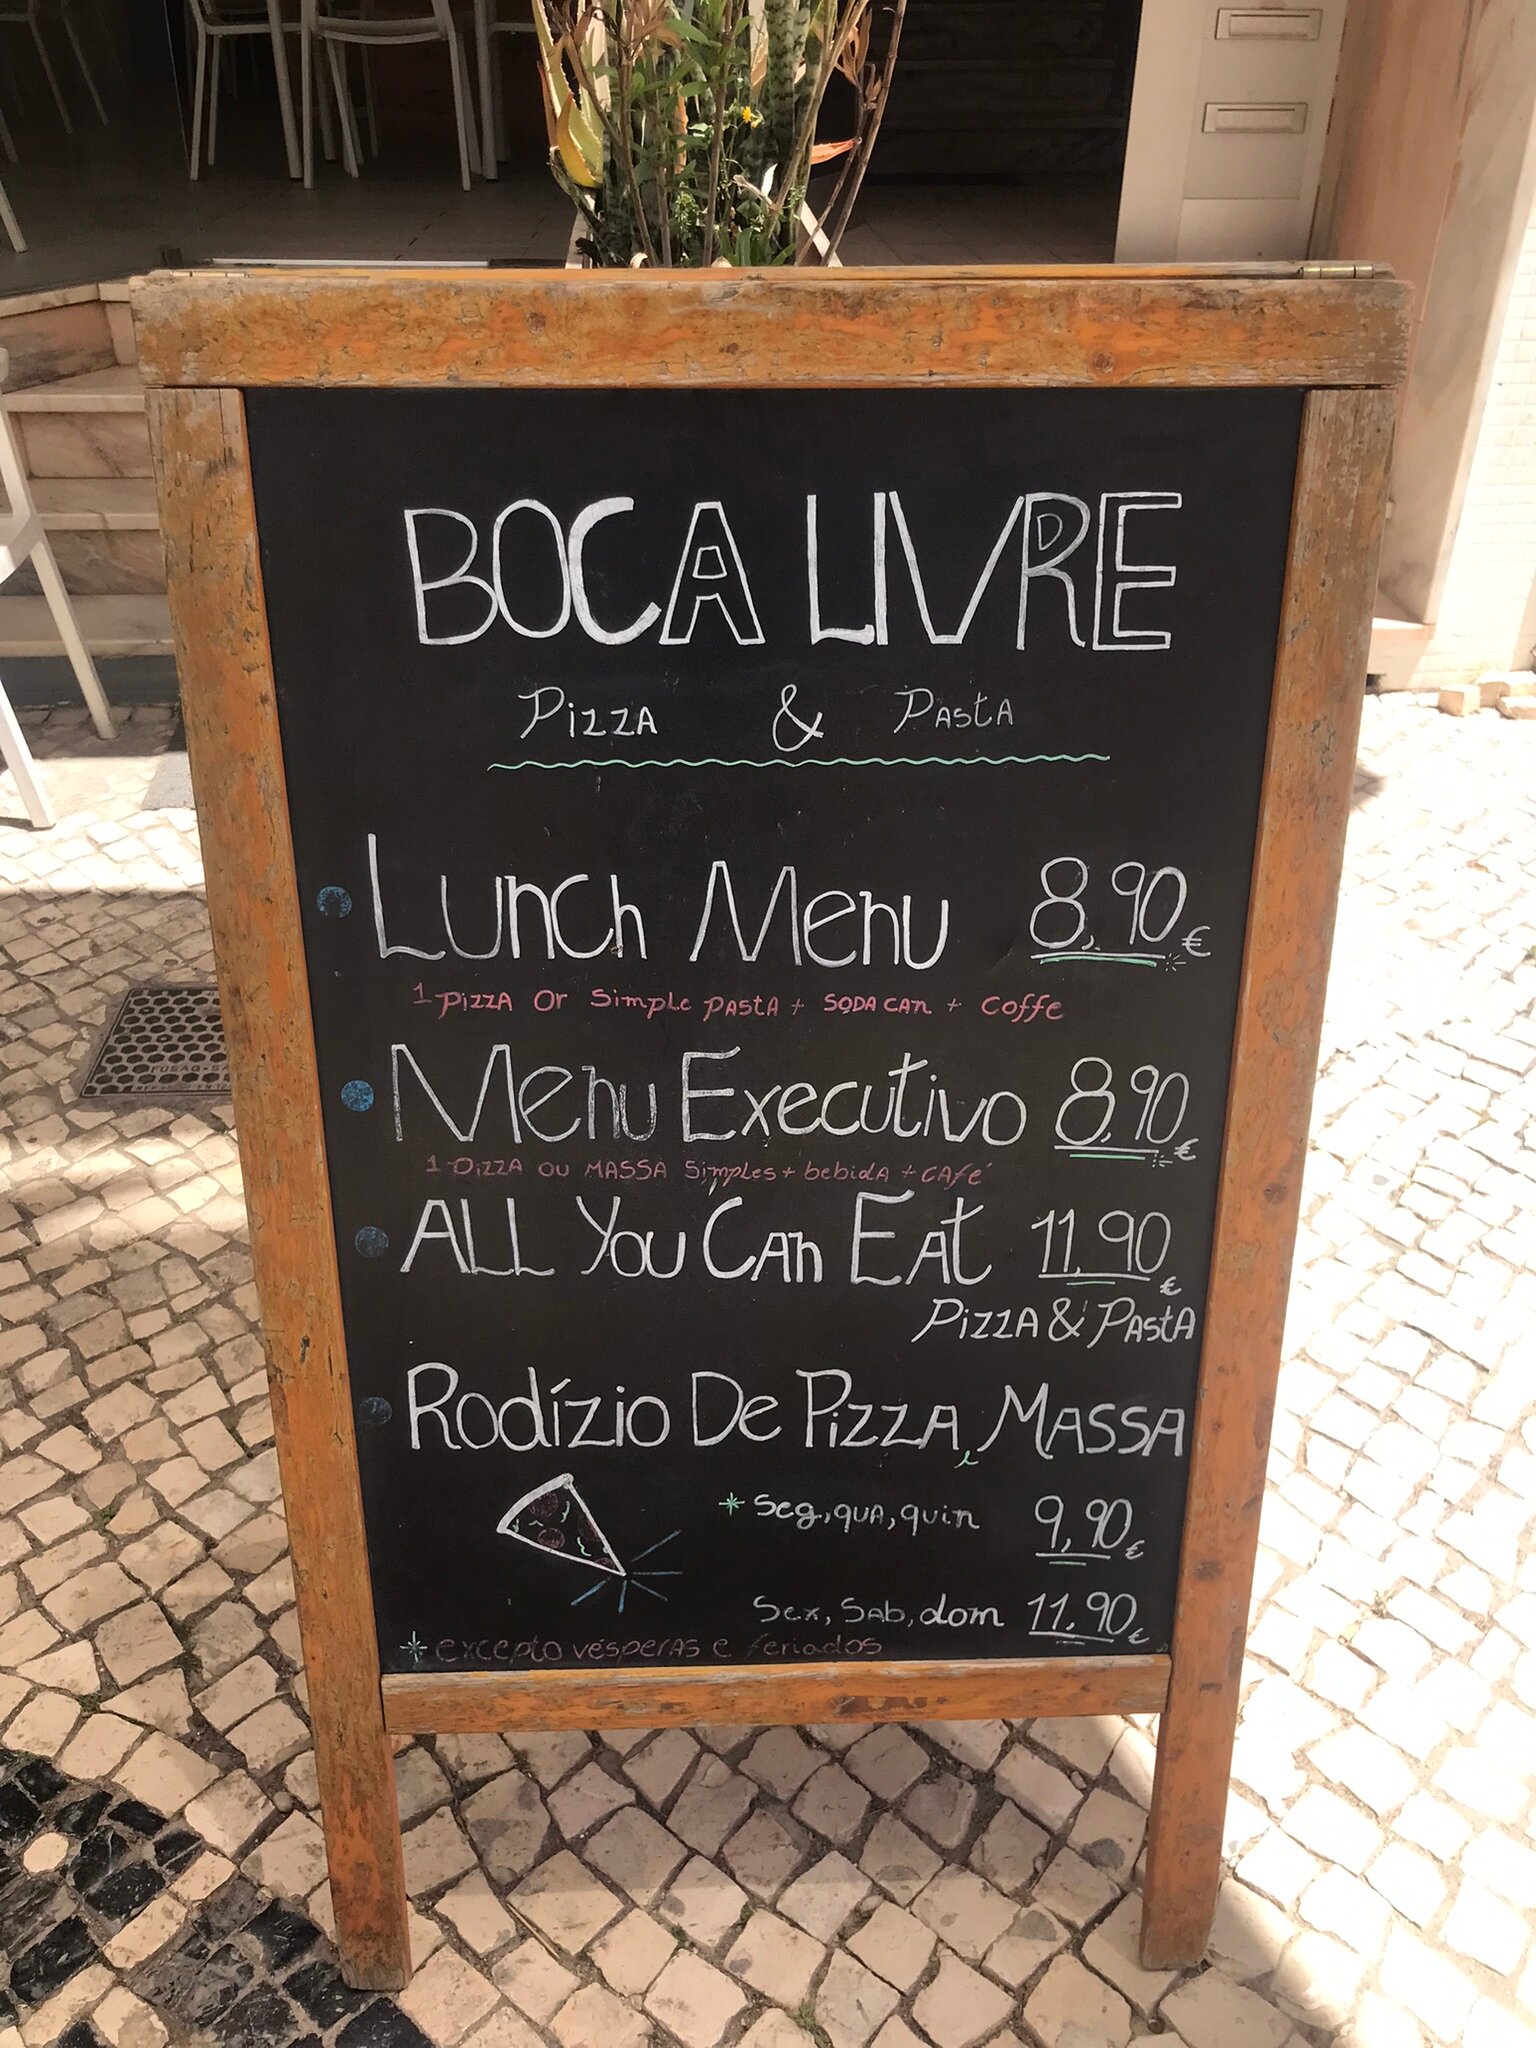 BOCA LIVRE
Pizza & Pasta
Lunch Menu 8,90€
1 pizza or simple pasta + soda can + coffe
Menu Executivo 8,90€
1 pizza ou massa simples + bebida + café
All You Can Eat 11,90€
Pizza & Pasta
Rodízio De Pizza e Massa
* seg, qua, quin 9,90€
sex, sab, dom 11,90€
* excepto vésperas e feriados